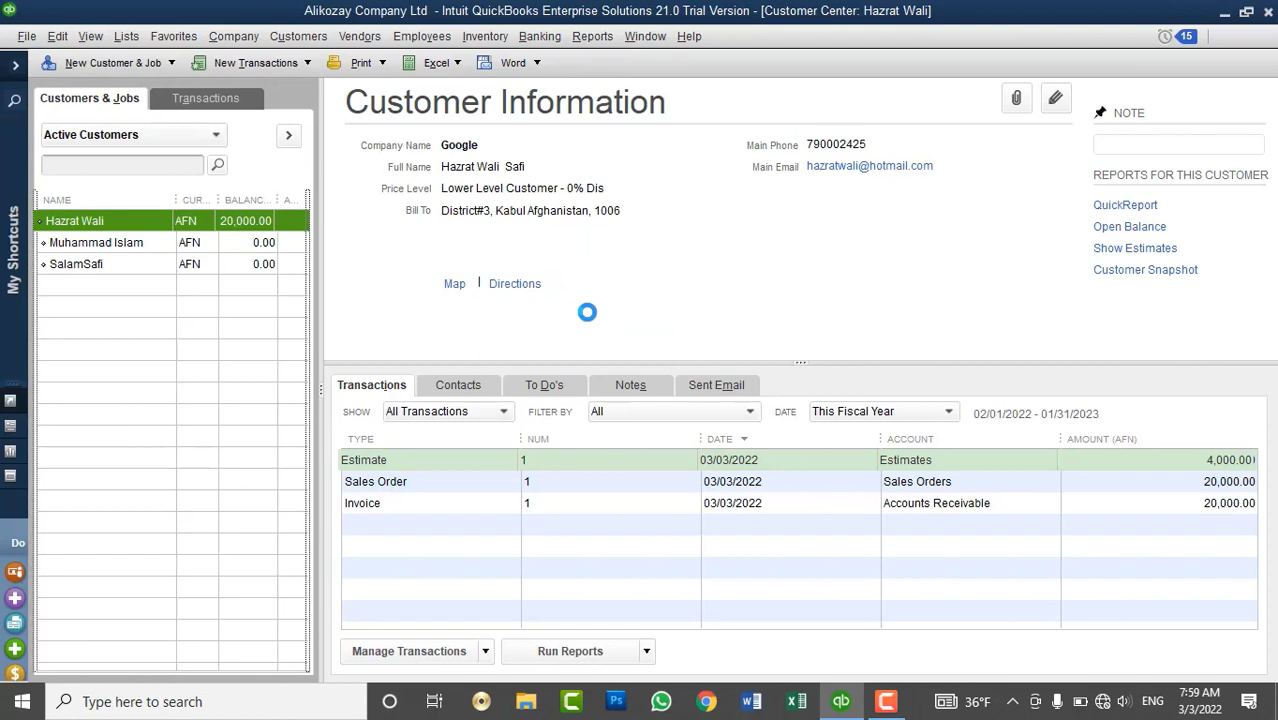 Alikozay Company Ltd - Intuit QuickBooks Enterprise Solutions 21.0 Trial Version - [Customer Center: Hazrat Wali]
File Edit View Lists Favorites Company Customers Vendors Employees Inventory Banking Reports Window Help 15
New Customer & Job New Transactions Print Excel Word
Customers & Jobs Transactions
Active Customers
NAME CUR... BALANC... A...
Hazrat Wali AFN 20,000.00
Muhammad Islam AFN 0.00
SalamSafi AFN 0.00
My Shortcuts
Do
Customer Information
Company Name Google
Full Name Hazrat Wali Safi
Price Level Lower Level Customer - 0% Dis
Bill To District#3, Kabul Afghanistan, 1006
Main Phone 790002425
Main Email hazratwali@hotmail.com
Map | Directions
NOTE
REPORTS FOR THIS CUSTOMER
QuickReport
Open Balance
Show Estimates
Customer Snapshot
Transactions Contacts To Do's Notes Sent Email
SHOW All Transactions FILTER BY All DATE This Fiscal Year 02/01/2022 - 01/31/2023
TYPE NUM DATE ACCOUNT AMOUNT (AFN)
Estimate 1 03/03/2022 Estimates 4,000.00
Sales Order 1 03/03/2022 Sales Orders 20,000.00
Invoice 1 03/03/2022 Accounts Receivable 20,000.00
Manage Transactions Run Reports
Type here to search 36°F ENG 7:59 AM
3/3/2022